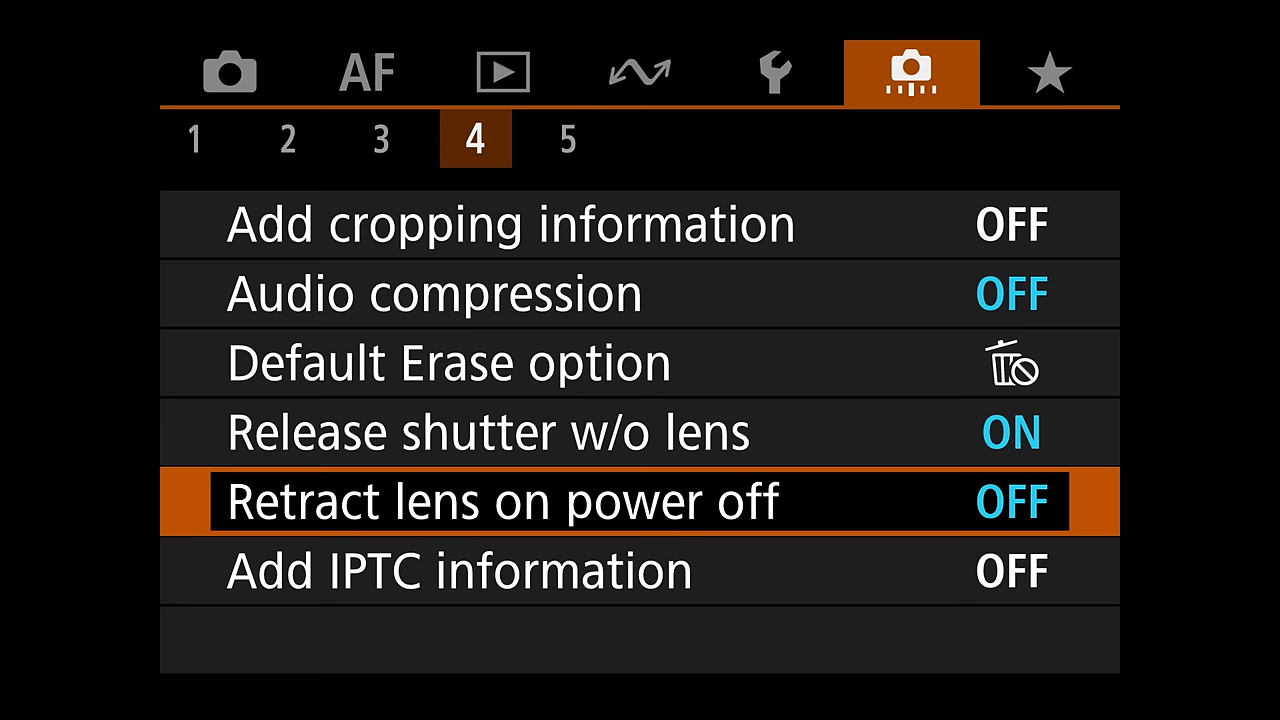 AF
1 2 3 4 5
Add cropping information OFF
Audio compression OFF
Default Erase option
Release shutter w/o lens ON
Retract lens on power off OFF
Add IPTC information OFF